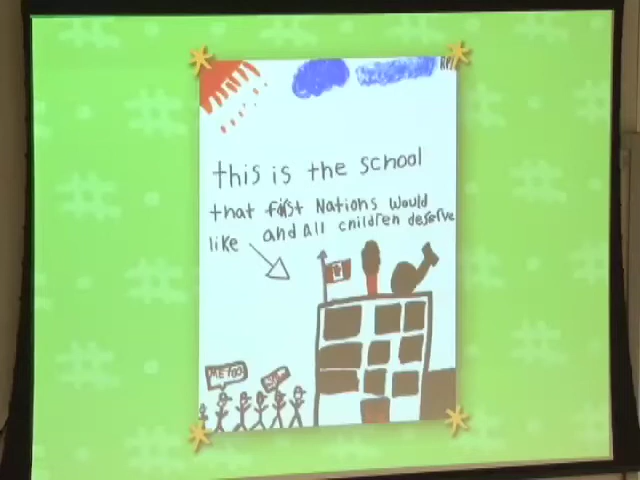 this is the school
that first Nations would
like and all children deserve
ME TOO